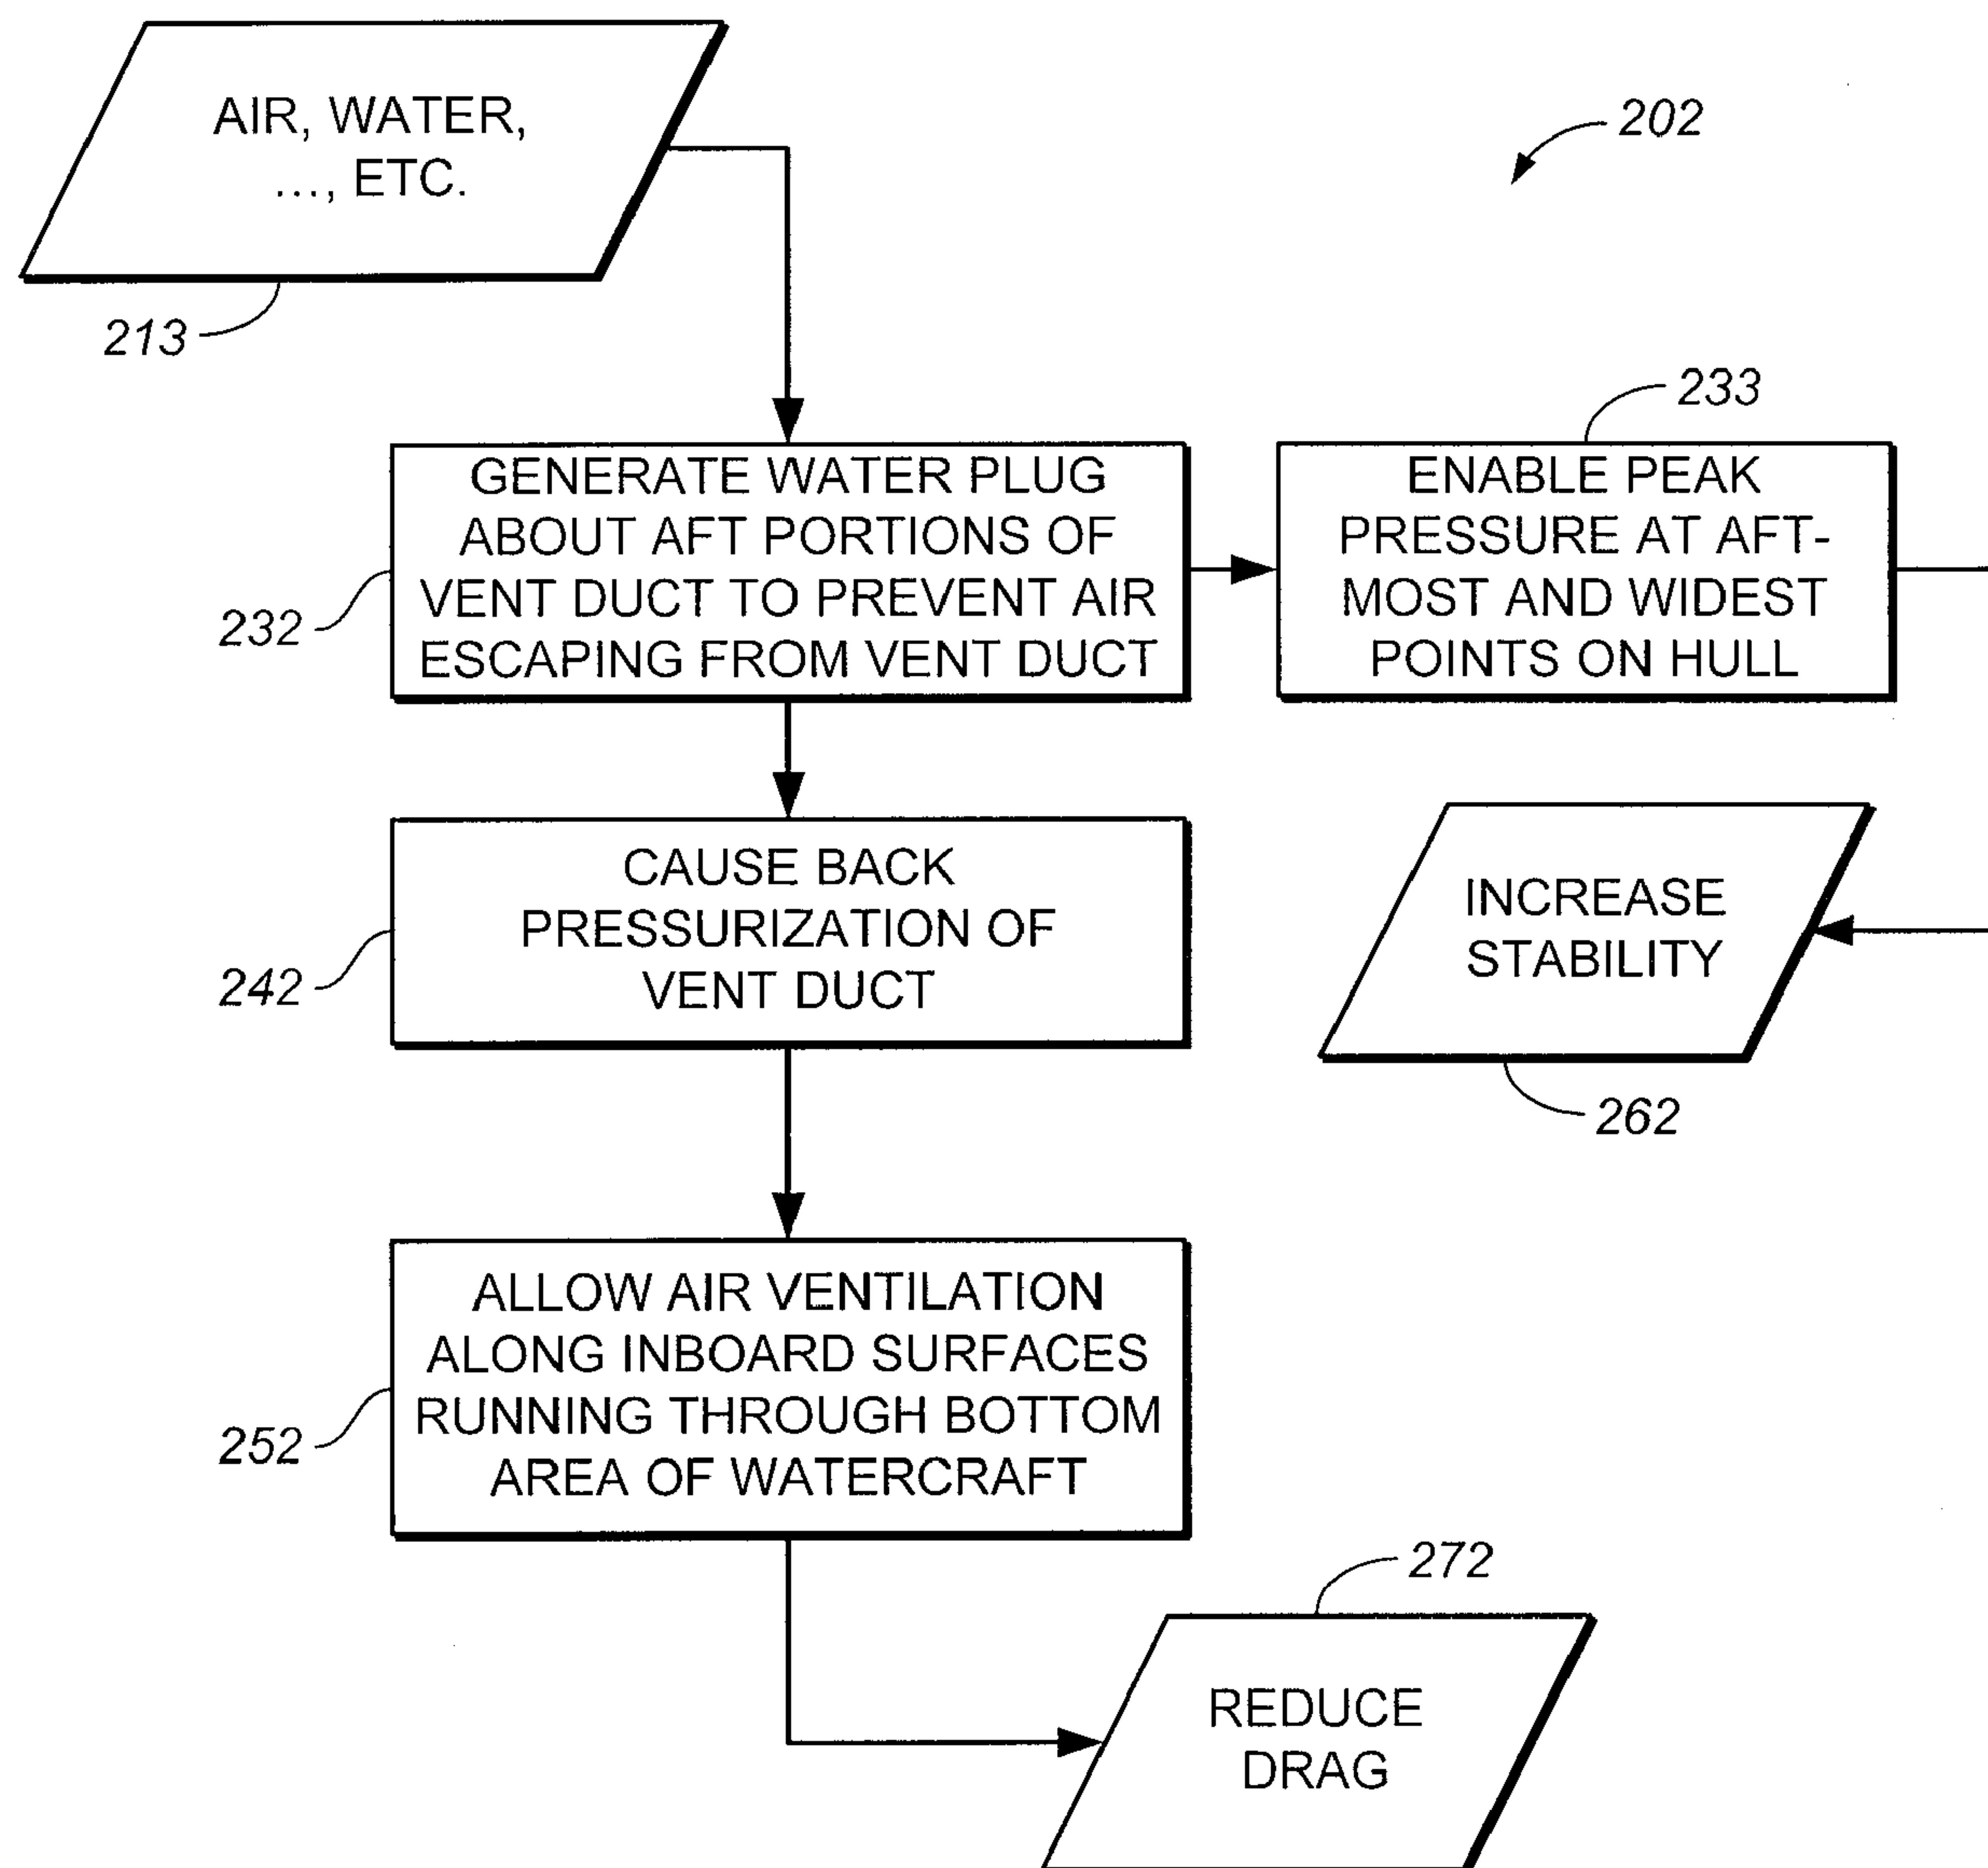 AIR, WATER,
..., ETC.
202
213
233
GENERATE WATER PLUG
ABOUT AFT PORTIONS OF
VENT DUCT TO PREVENT AIR
ESCAPING FROM VENT DUCT
232
ENABLE PEAK
PRESSURE AT AFT-
MOST AND WIDEST
POINTS ON HULL
CAUSE BACK
PRESSURIZATION OF
VENT DUCT
242
INCREASE
STABILITY
262
ALLOW AIR VENTILATION
ALONG INBOARD SURFACES
RUNNING THROUGH BOTTOM
AREA OF WATERCRAFT
252
272
REDUCE
DRAG